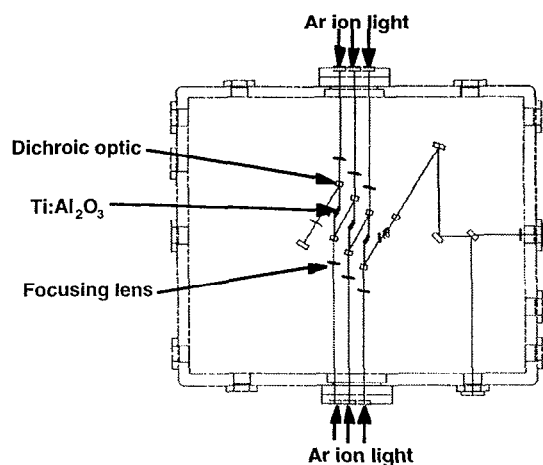 Ar ion light
Dichroic optic
Ti:Al₂O₃
Focusing lens
Ar ion light